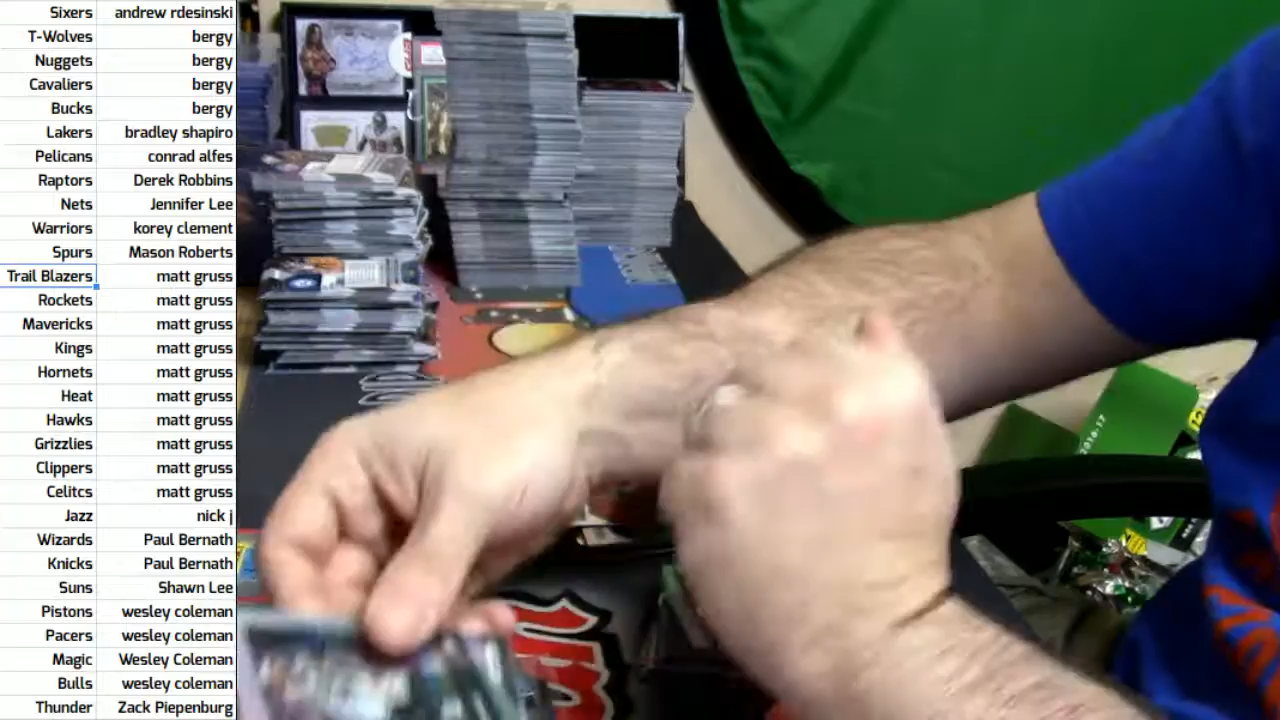 Sixers andrew rdesinski
T-Wolves bergy
Nuggets bergy
Cavaliers bergy
Bucks bergy
Lakers bradley shapiro
Pelicans conrad alfes
Raptors Derek Robbins
Nets Jennifer Lee
Warriors korey clement
Spurs Mason Roberts
Trail Blazers matt gruss
Rockets matt gruss
Mavericks matt gruss
Kings matt gruss
Hornets matt gruss
Heat matt gruss
Hawks matt gruss
Grizzlies matt gruss
Clippers matt gruss
Celitcs matt gruss
Jazz nick j
Wizards Paul Bernath
Knicks Paul Bernath
Suns Shawn Lee
Pistons wesley coleman
Pacers wesley coleman
Magic Wesley Coleman
Bulls wesley coleman
Thunder Zack Piepenburg
2016-17